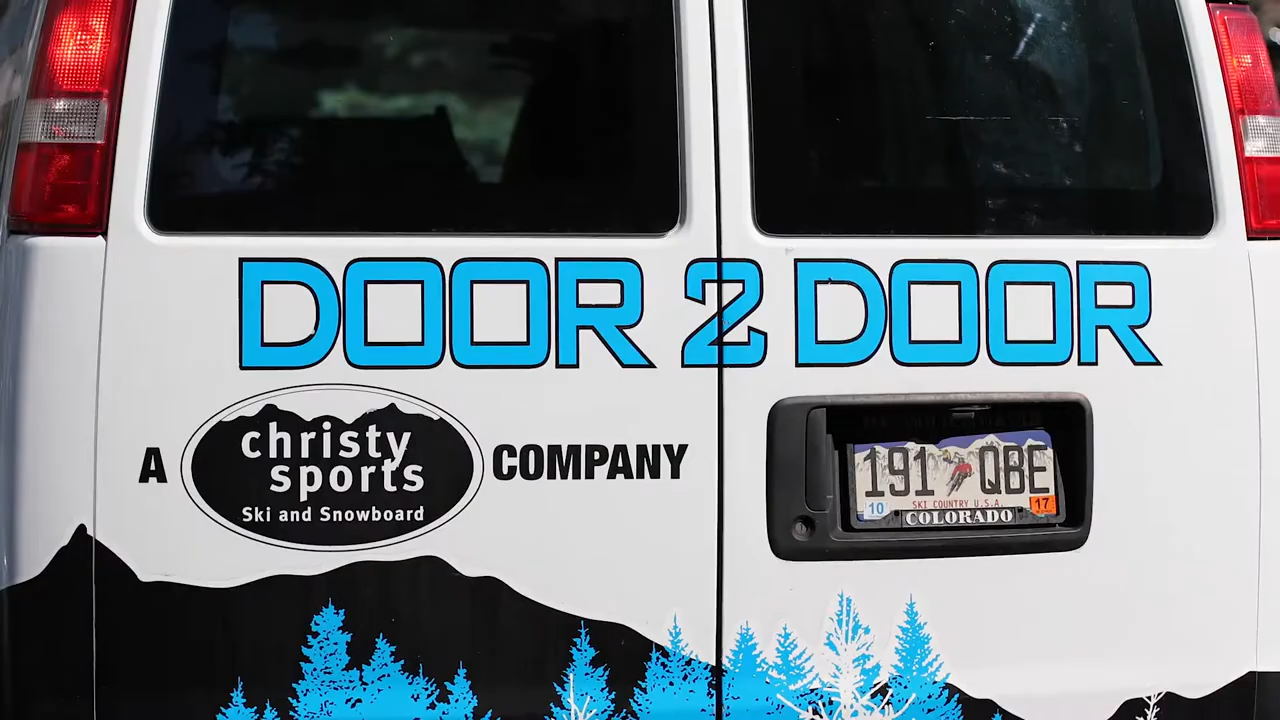 DOOR 2 DOOR
A christy sports COMPANY
Ski and Snowboard
191 QBE
SKI COUNTRY U.S.A.
10 17
COLORADO